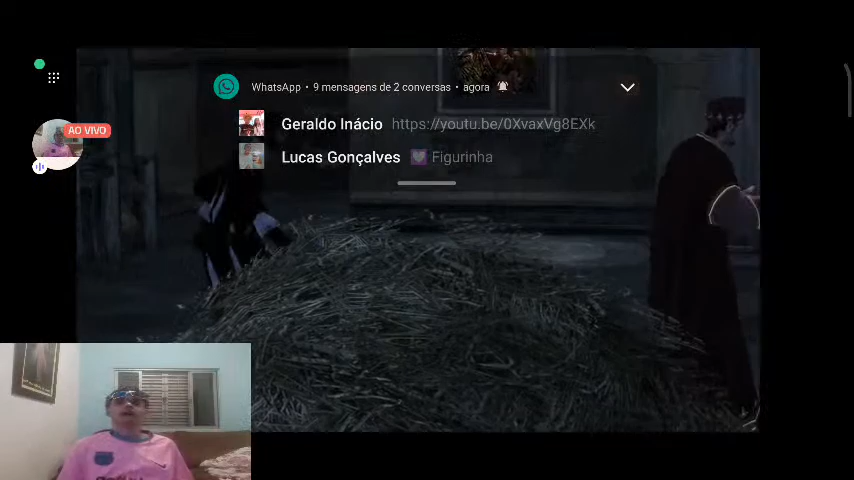 WhatsApp • 9 mensagens de 2 conversas • agora
AO VIVO
Geraldo Inácio https://youtu.be/0XvaxVg8EXk
Lucas Gonçalves Figurinha